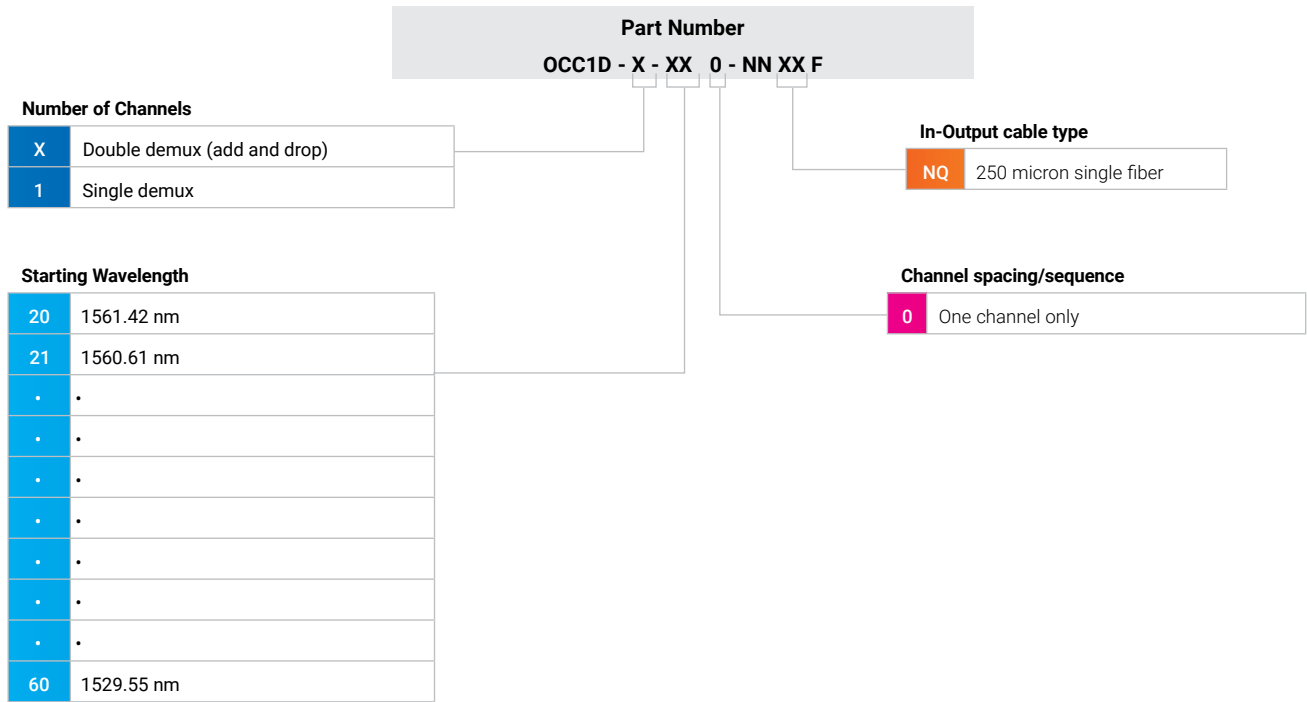 Part Number
OCC1D - X - XX 0 - NN XX F
Number of Channels
X Double demux (add and drop)
1 Single demux
In-Output cable type
NQ 250 micron single fiber
Starting Wavelength
20 1561.42 nm
21 1560.61 nm
• •
• •
• •
• •
• •
• •
• •
60 1529.55 nm
Channel spacing/sequence
0 One channel only